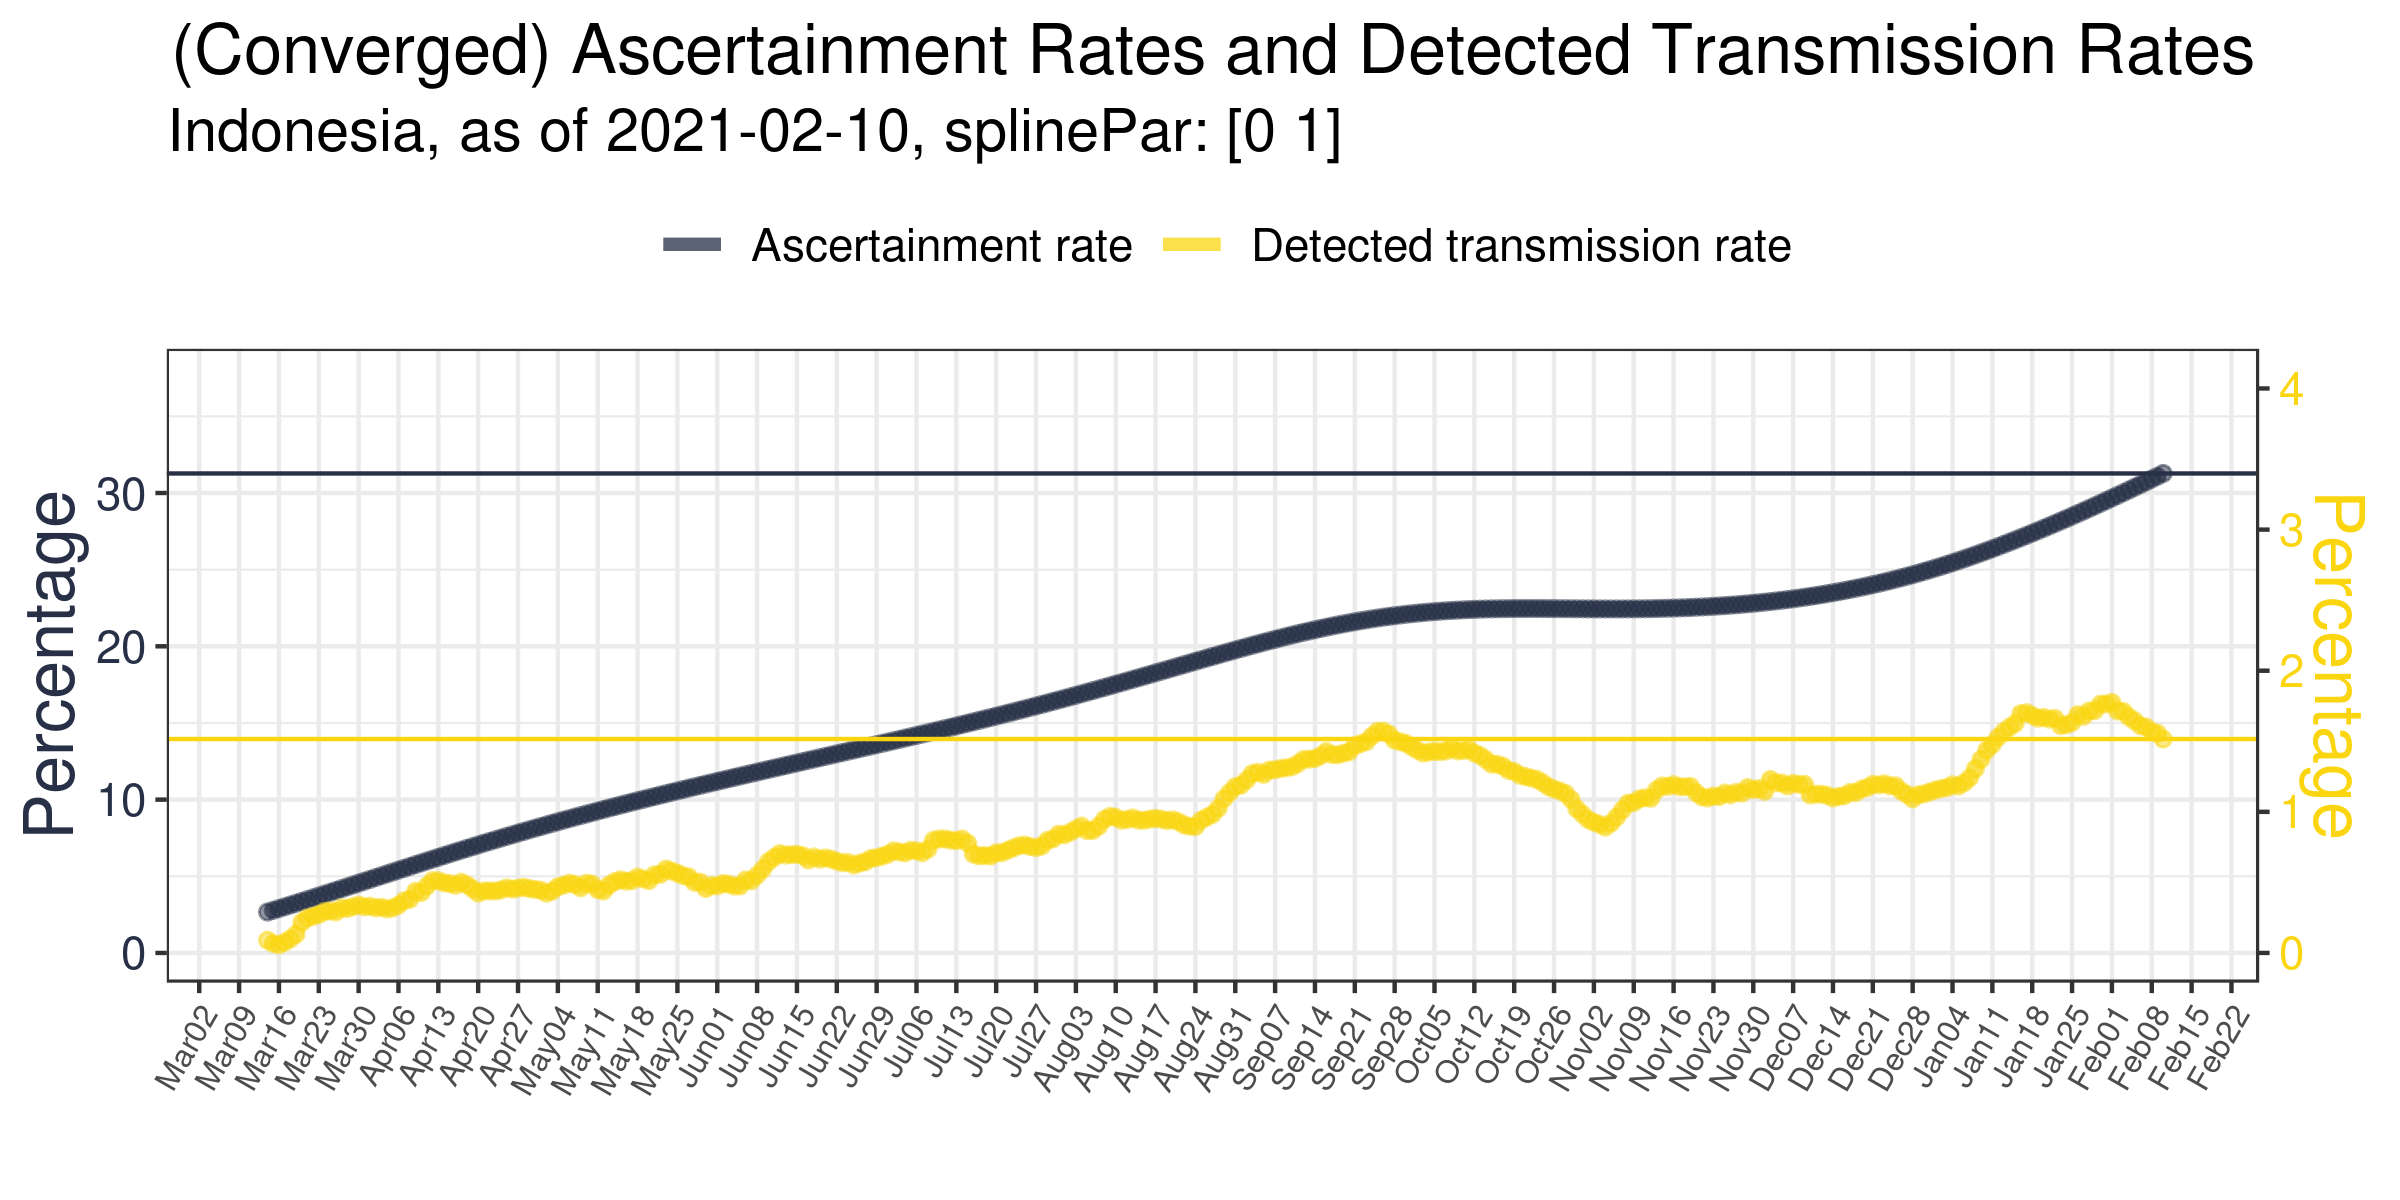 (Converged) Ascertainment Rates and Detected Transmission Rates
Indonesia, as of 2021-02-10, splinePar: [0 1]
Ascertainment rate
Detected transmission rate
Percentage
30
20
10
0
4
3
2
1
0
Percentage
Mar02
Mar09
Mar16
Mar23
Mar30
Apr06
Apr13
Apr20
Apr27
May04
May11
May18
May25
Jun01
Jun08
Jun15
Jun22
Jun29
Jul06
Jul13
Jul20
Jul27
Aug03
Aug10
Aug17
Aug24
Aug31
Sep07
Sep14
Sep21
Sep28
Oct05
Oct12
Oct19
Oct26
Nov02
Nov09
Nov16
Nov23
Nov30
Dec07
Dec14
Dec21
Dec28
Jan04
Jan11
Jan18
Jan25
Feb01
Feb08
Feb15
Feb22